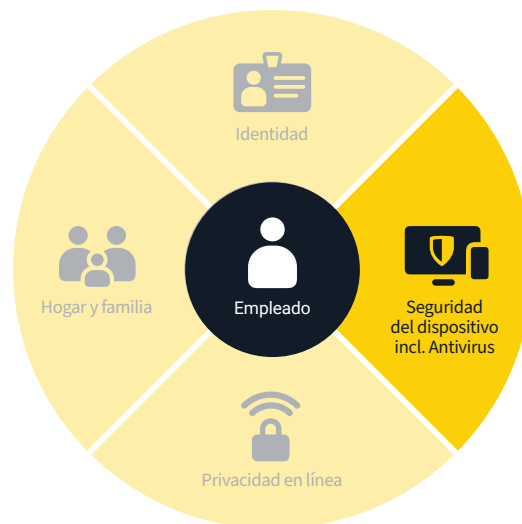 Identidad
Hogar y familia
Empleado
Seguridad
del dispositivo
incl. Antivirus
Privacidad en línea